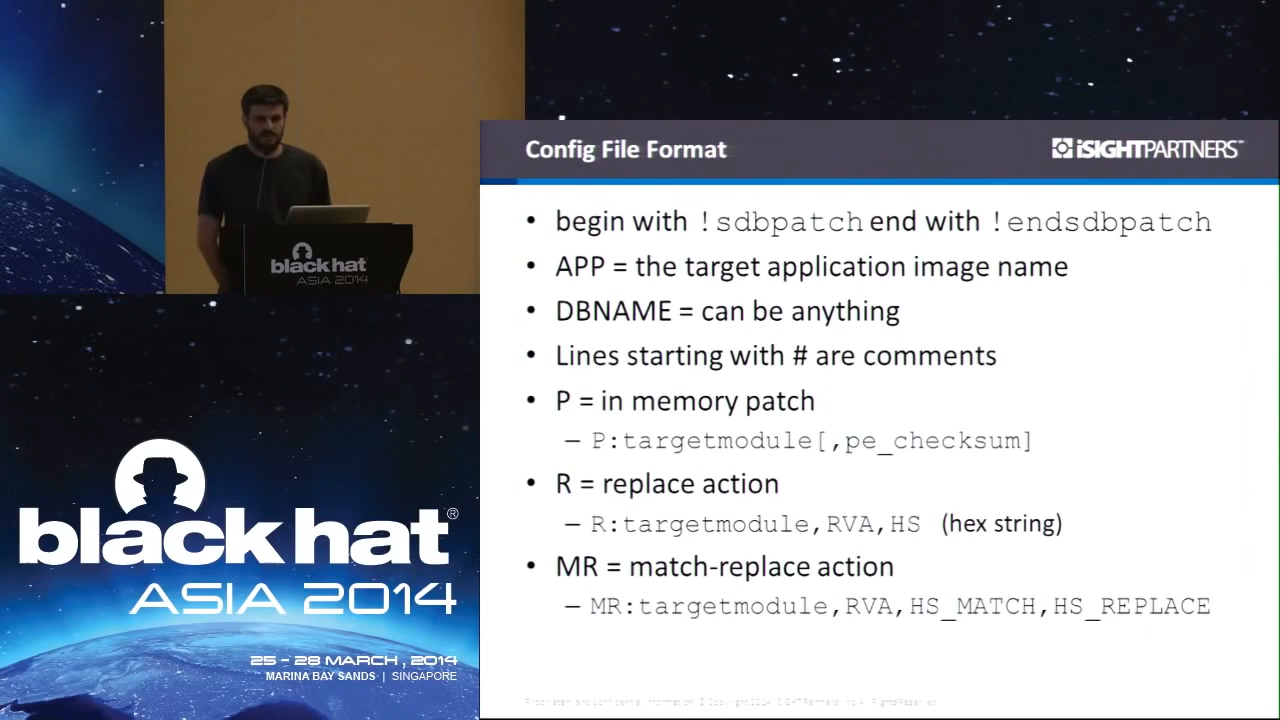 Config File Format
iSIGHTPARTNERS™
• begin with !sdbpatch end with !endsdbpatch
• APP = the target application image name
• DBNAME = can be anything
• Lines starting with # are comments
• P = in memory patch
– P:targetmodule[,pe_checksum]
• R = replace action
– R:targetmodule,RVA,HS (hex string)
• MR = match-replace action
– MR:targetmodule,RVA,HS_MATCH,HS_REPLACE
black hat
ASIA 2014
black hat®
ASIA 2014
25 - 28 MARCH, 2014
MARINA BAY SANDS | SINGAPORE